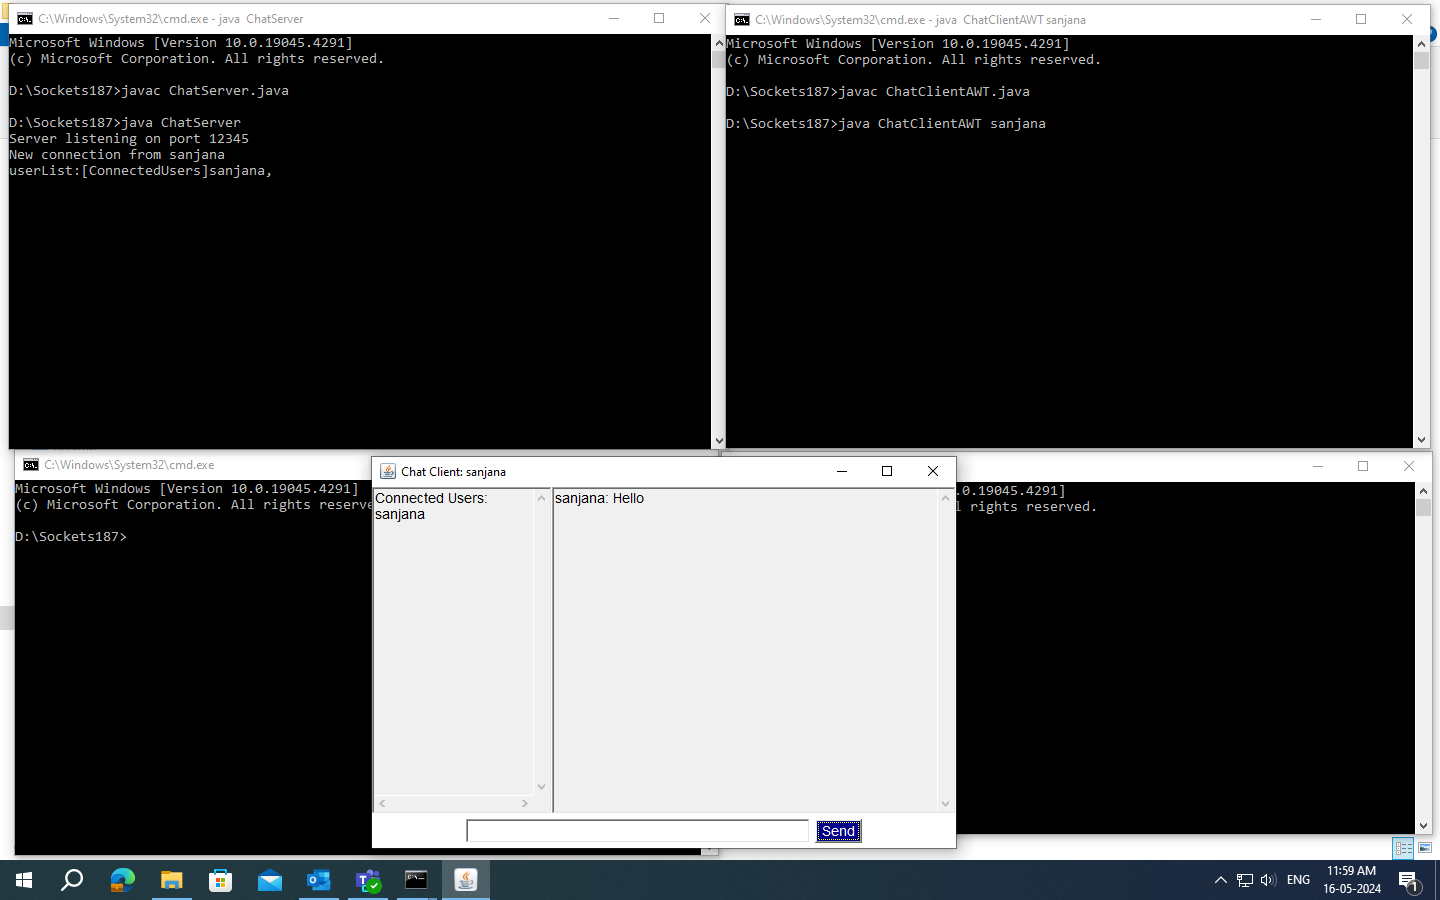 C:\Windows\System32\cmd.exe - java  ChatServer
Microsoft Windows [Version 10.0.19045.4291]
(c) Microsoft Corporation. All rights reserved.
D:\Sockets187>javac ChatServer.java
D:\Sockets187>java ChatServer
Server listening on port 12345
New connection from sanjana
userList:[ConnectedUsers]sanjana,
C:\Windows\System32\cmd.exe - java  ChatClientAWT sanjana
Microsoft Windows [Version 10.0.19045.4291]
(c) Microsoft Corporation. All rights reserved.
D:\Sockets187>javac ChatClientAWT.java
D:\Sockets187>java ChatClientAWT sanjana
C:\Windows\System32\cmd.exe
Microsoft Windows [Version 10.0.19045.4291]
(c) Microsoft Corporation. All rights reserve
D:\Sockets187>
Chat Client: sanjana
Connected Users:
sanjana
sanjana: Hello
Send
.0.19045.4291]
l rights reserved.
ENG
11:59 AM
16-05-2024
1